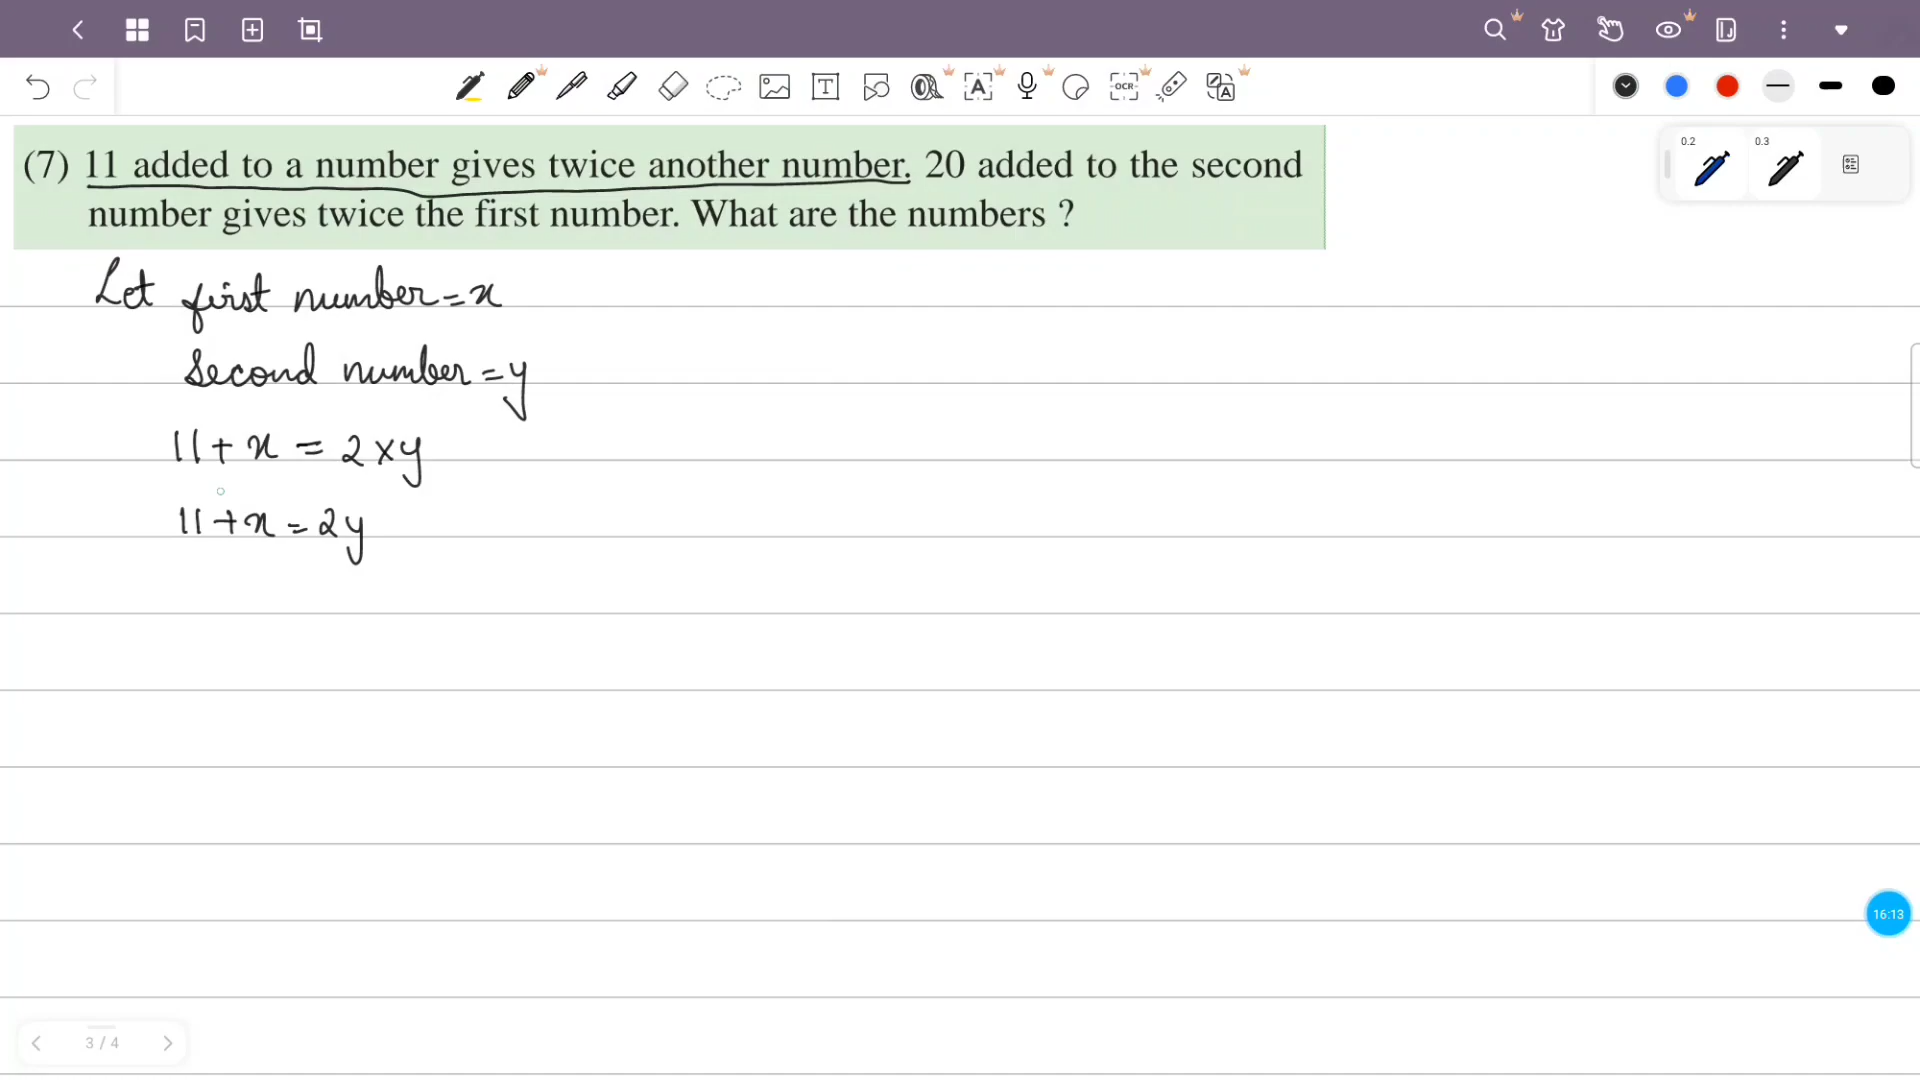 OCR
0.2
0.3
(7) 11 added to a number gives twice another number. 20 added to the second
number gives twice the first number. What are the numbers ?
Let first number = x
Second number = y
11 + x = 2 × y
11 + x = 2y
16:13
3 / 4